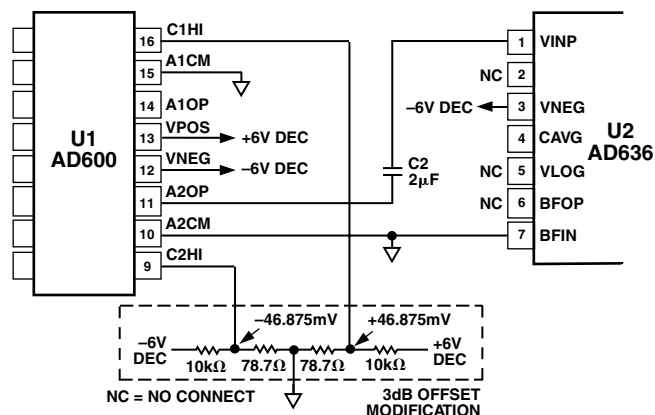 U1
AD600
16
C1HI
15
A1CM
14
A1OP
13
VPOS
+6V DEC
12
VNEG
–6V DEC
11
A2OP
10
A2CM
9
C2HI
C2
2μF
U2
AD636
1
VINP
NC
2
–6V DEC
3
VNEG
4
CAVG
NC
5
VLOG
NC
6
BFOP
7
BFIN
–46.875mV
+46.875mV
–6V
DEC
10kΩ
78.7Ω
78.7Ω
10kΩ
+6V
DEC
NC = NO CONNECT
3dB OFFSET
MODIFICATION